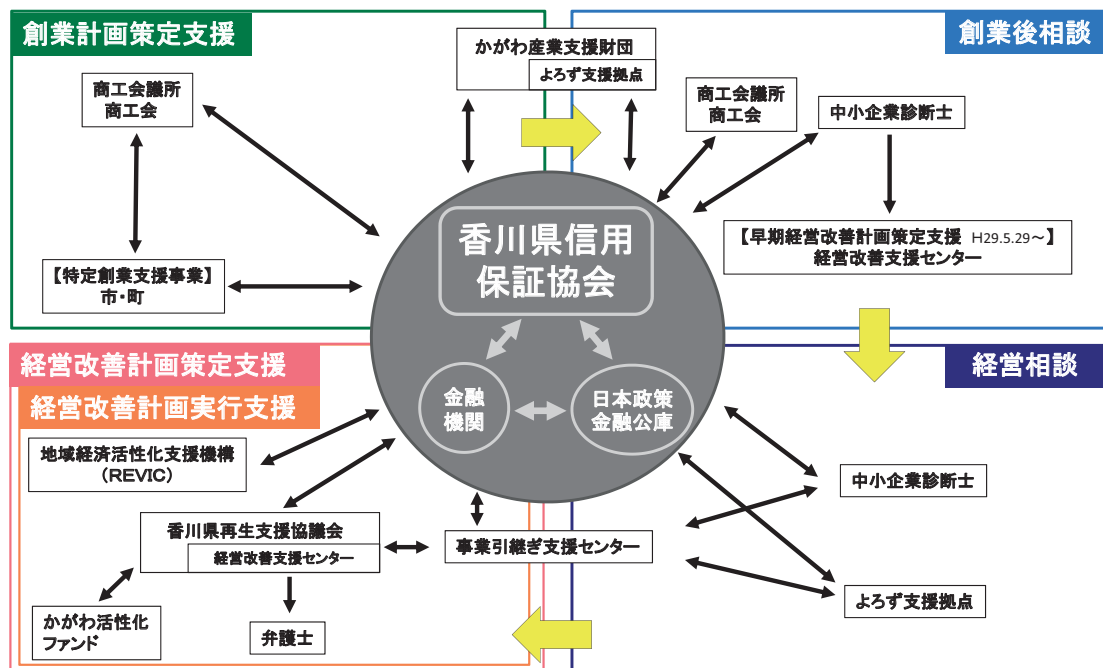 創業計画策定支援
かがわ産業支援財団
よろず支援拠点
創業後相談
商工会議所
商工会
商工会議所
商工会
中小企業診断士
【特定創業支援事業】
市・町
香川県信用
保証協会
【早期経営改善計画策定支援 H29.5.29～】
経営改善支援センター
金融
機関
日本政策
金融公庫
経営改善計画策定支援
経営改善計画実行支援
経営相談
地域経済活性化支援機構
（REVIC）
中小企業診断士
香川県再生支援協議会
経営改善支援センター
事業引継ぎ支援センター
よろず支援拠点
かがわ活性化
ファンド
弁護士